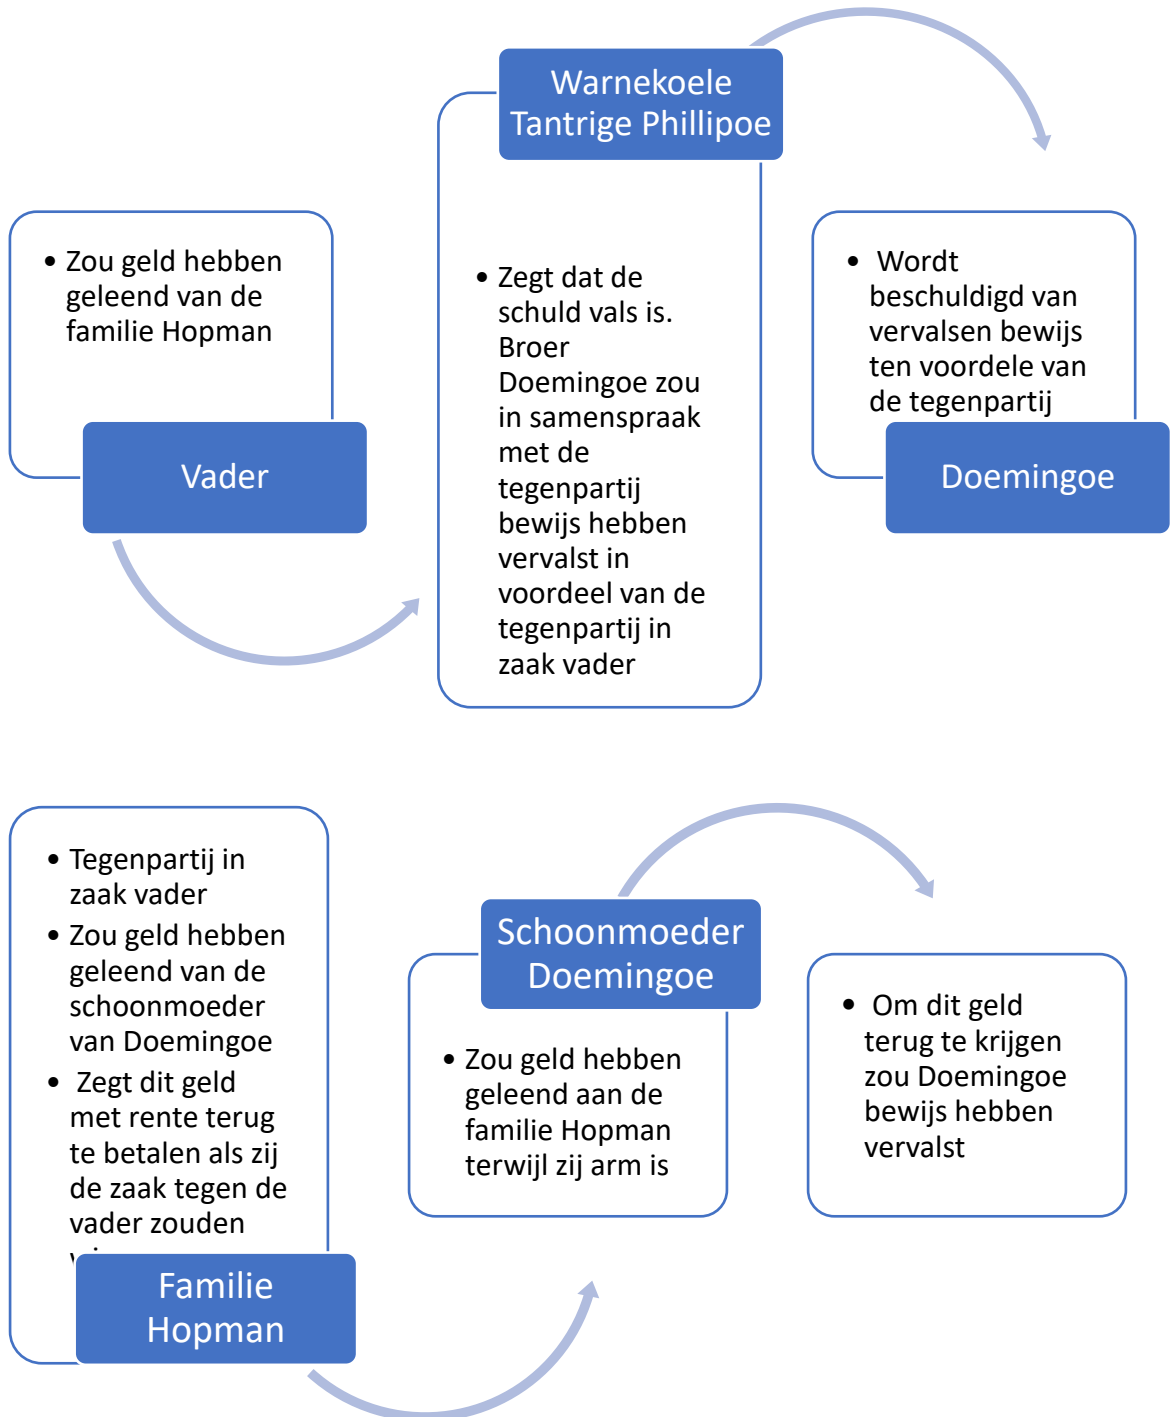 • Zou geld hebben
geleend van de
familie Hopman
Vader
Warnekoele
Tantrige Phillipoe
• Zegt dat de
schuld vals is.
Broer
Doemingoe zou
in samenspraak
met de
tegenpartij
bewijs hebben
vervalst in
voordeel van de
tegenpartij in
zaak vader
• Wordt
beschuldigd van
vervalsen bewijs
ten voordele van
de tegenpartij
Doemingoe
• Tegenpartij in
zaak vader
• Zou geld hebben
geleend van de
schoonmoeder
van Doemingoe
• Zegt dit geld
met rente terug
te betalen als zij
de zaak tegen de
vader zouden
Familie
Hopman
Schoonmoeder
Doemingoe
• Zou geld hebben
geleend aan de
familie Hopman
terwijl zij arm is
• Om dit geld
terug te krijgen
zou Doemingoe
bewijs hebben
vervalst